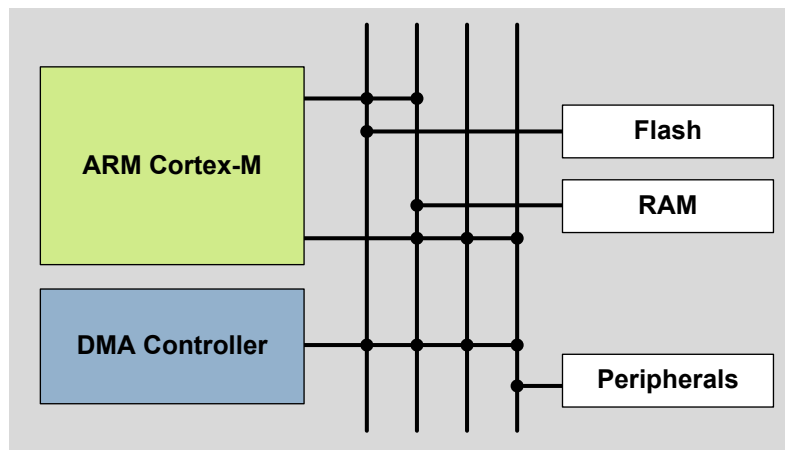 ARM Cortex-M
Flash
RAM
DMA Controller
Peripherals